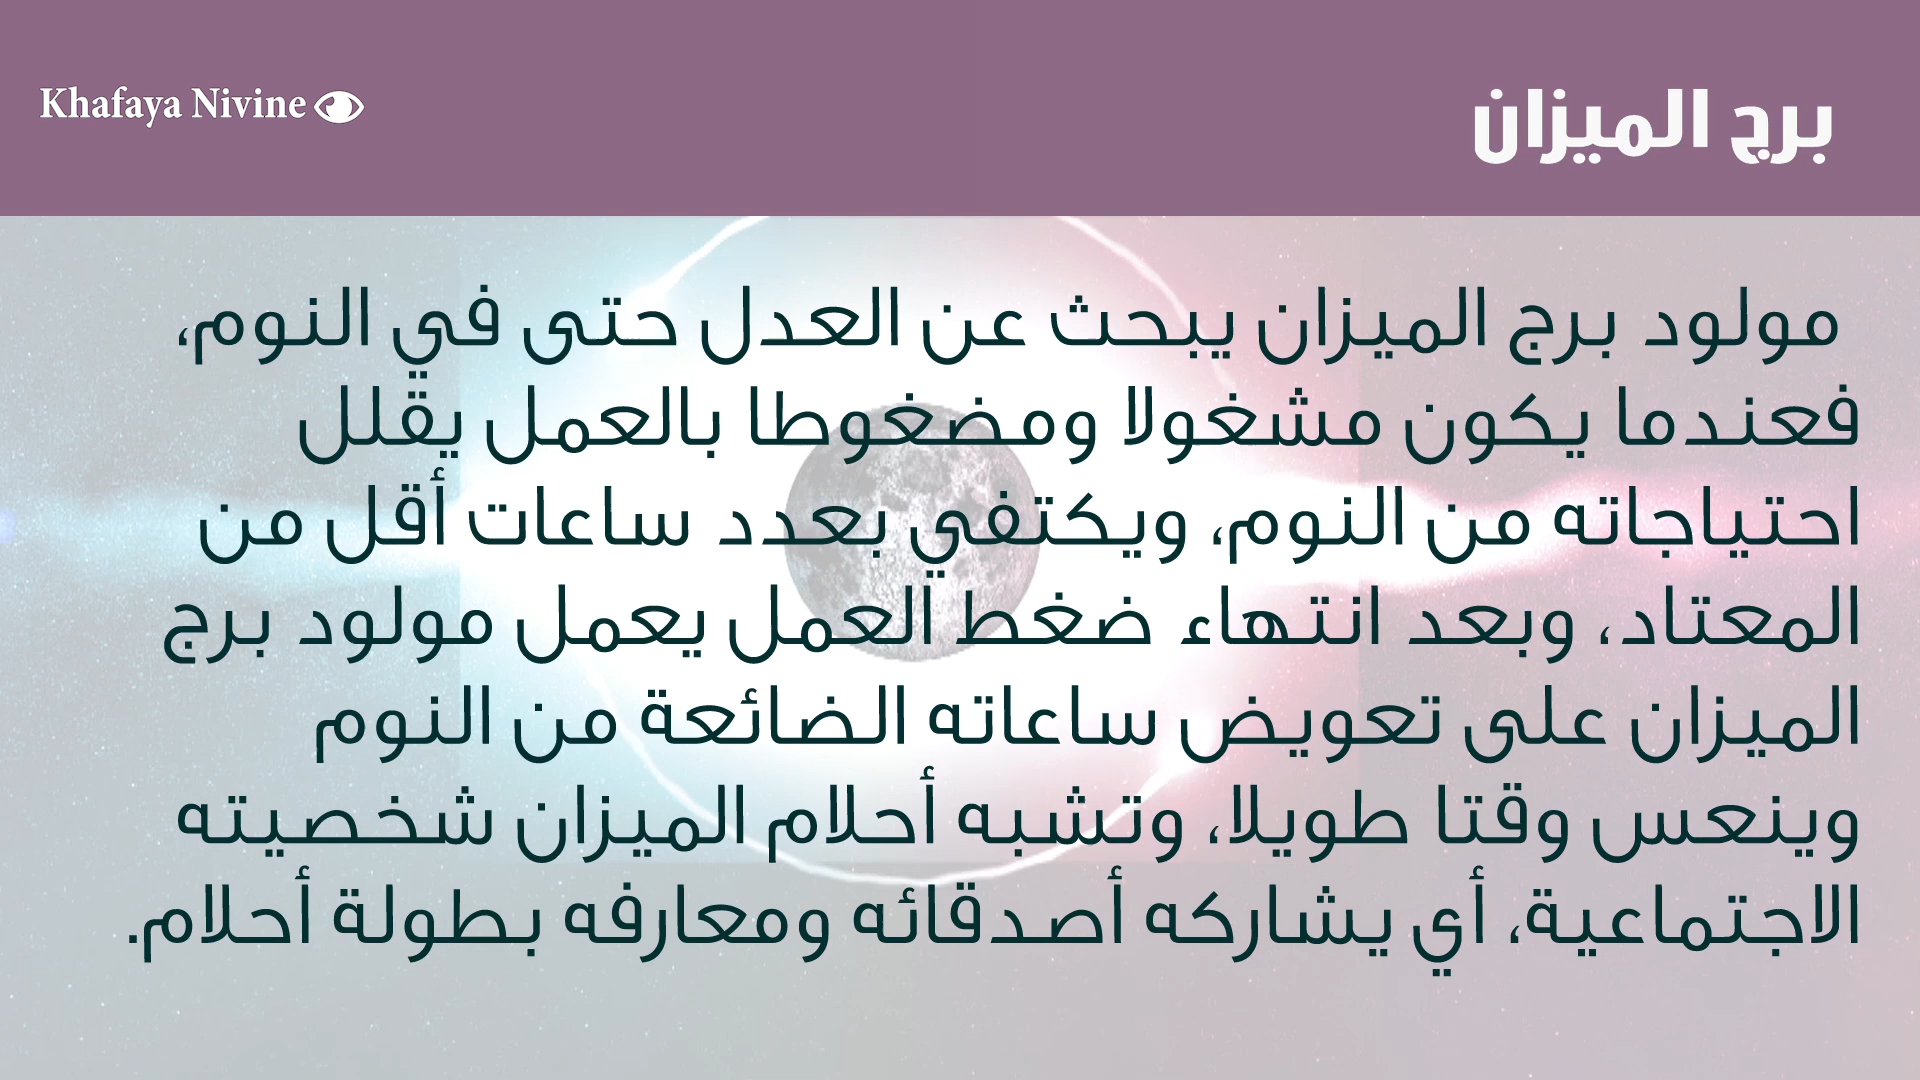 Khafaya Nivine
برج الميزان
مولود برج الميزان يبحث عن العدل حتى في النوم،
فعندما يكون مشغولا ومضغوطا بالعمل يقلل
احتياجاته من النوم، ويكتفي بعدد ساعات أقل من
المعتاد، وبعد انتهاء ضغط العمل يعمل مولود برج
الميزان على تعويض ساعاته الضائعة من النوم
وينعس وقتا طويلا، وتشبه أحلام الميزان شخصيته
الاجتماعية، أي يشاركه أصدقائه ومعارفه بطولة أحلام.